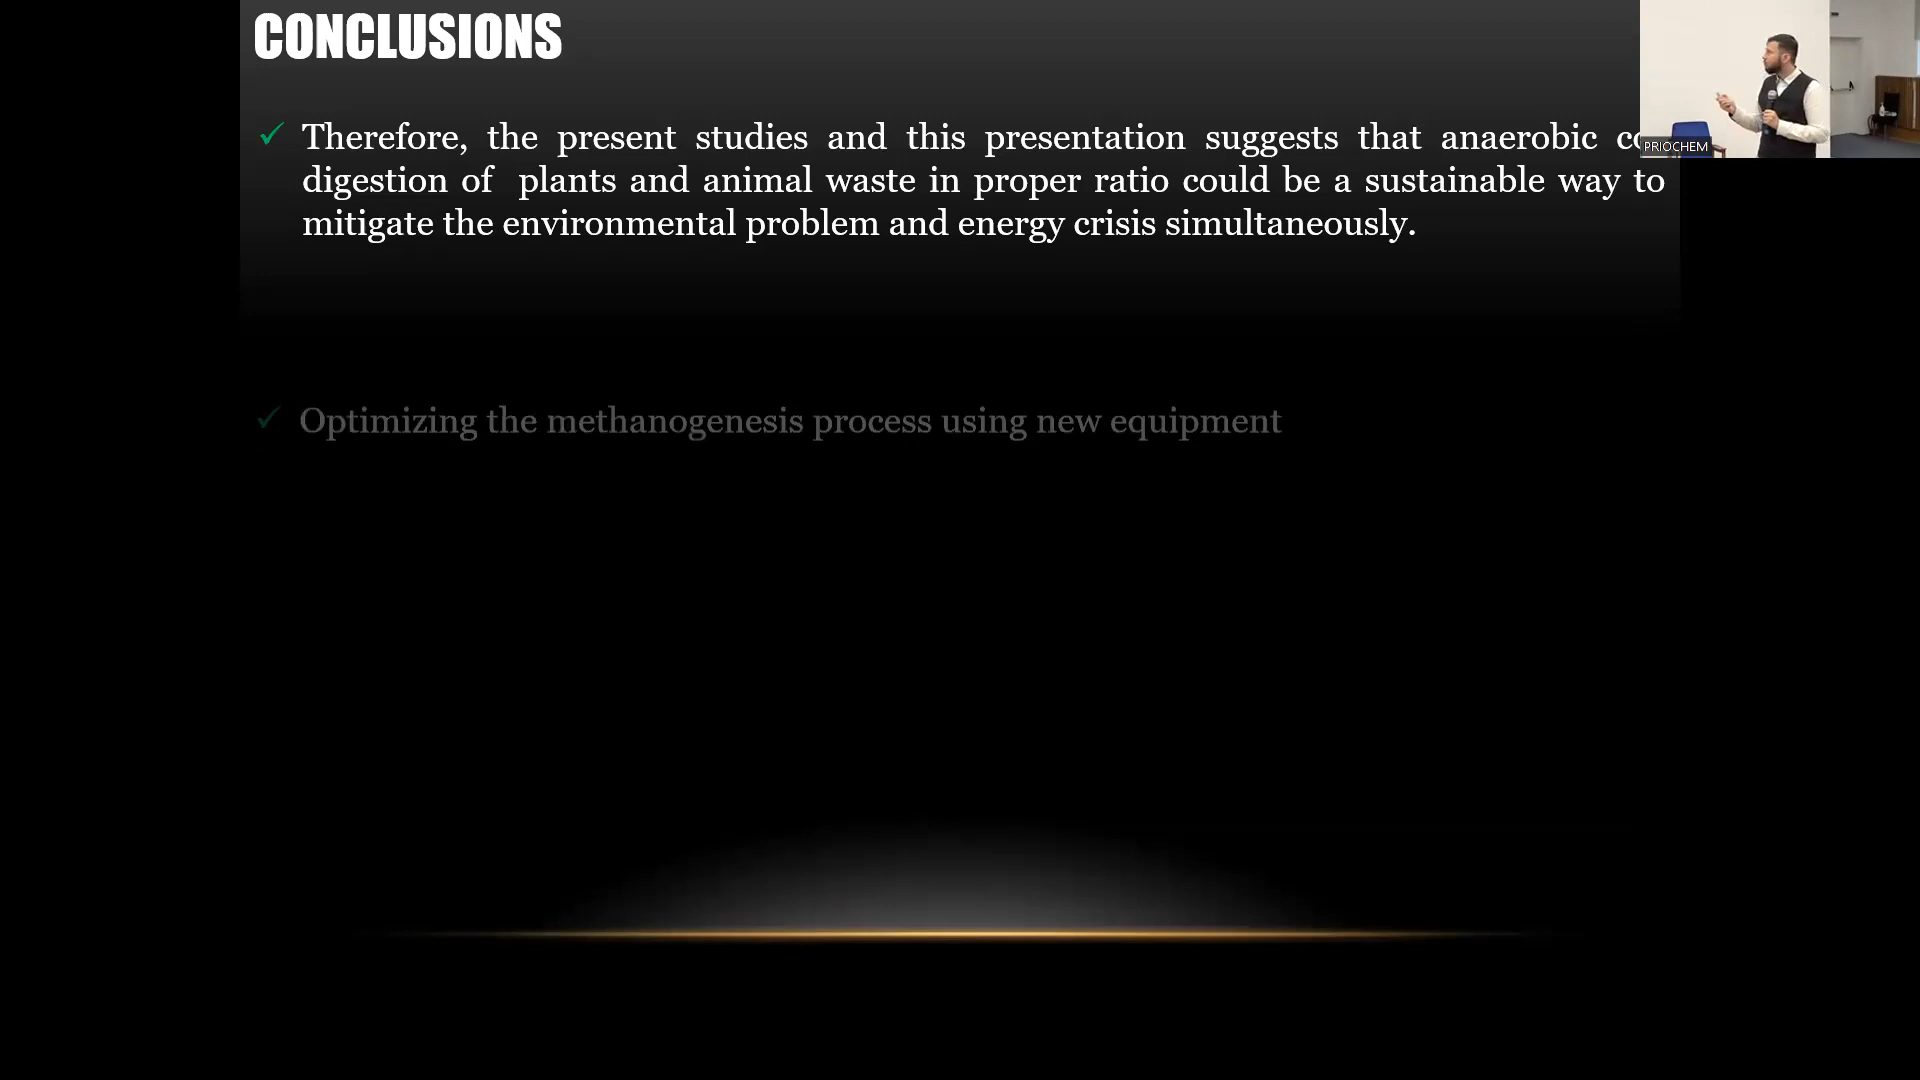 CONCLUSIONS
✓ Therefore, the present studies and this presentation suggests that anaerobic
digestion of plants and animal waste in proper ratio could be a sustainable way to
mitigate the environmental problem and energy crisis simultaneously.
PRIOCHEM
✓ Optimizing the methanogenesis process using new equipment